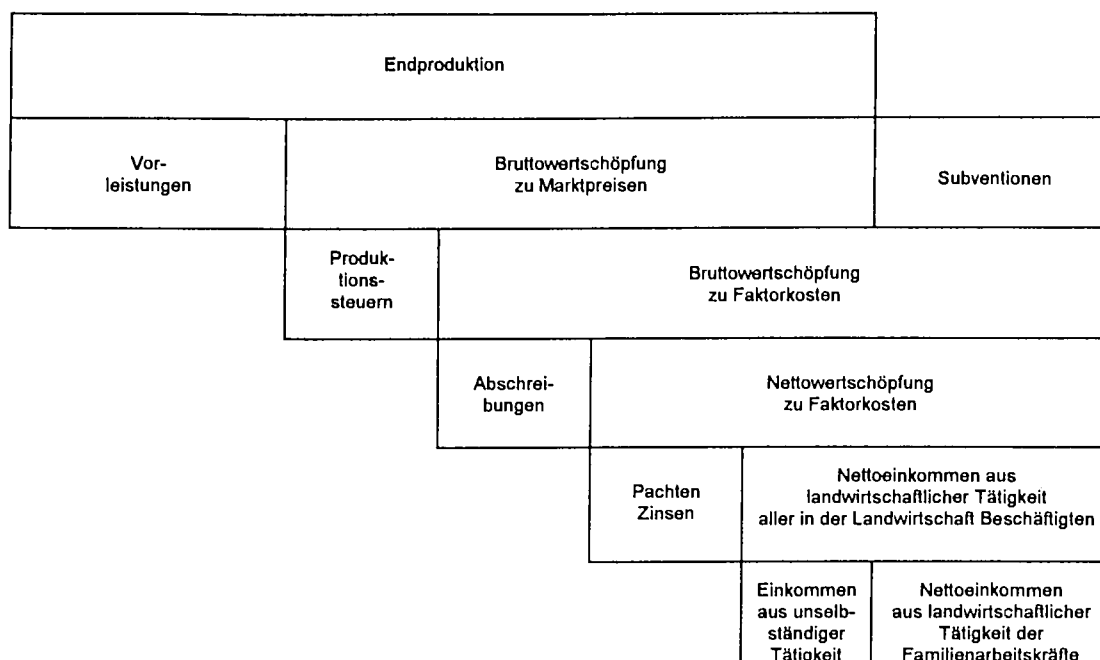 Endproduktion
Vor-
leistungen
Bruttowertschöpfung
zu Marktpreisen
Subventionen
Produk-
tions-
steuern
Bruttowertschöpfung
zu Faktorkosten
Abschrei-
bungen
Nettowertschöpfung
zu Faktorkosten
Pachten
Zinsen
Nettoeinkommen aus
landwirtschaftlicher Tätigkeit
aller in der Landwirtschaft Beschäftigten
Einkommen
aus unselb-
ständiger
Tätigkeit
Nettoeinkommen
aus landwirtschaftlicher
Tätigkeit der
Familienarbeitskräfte